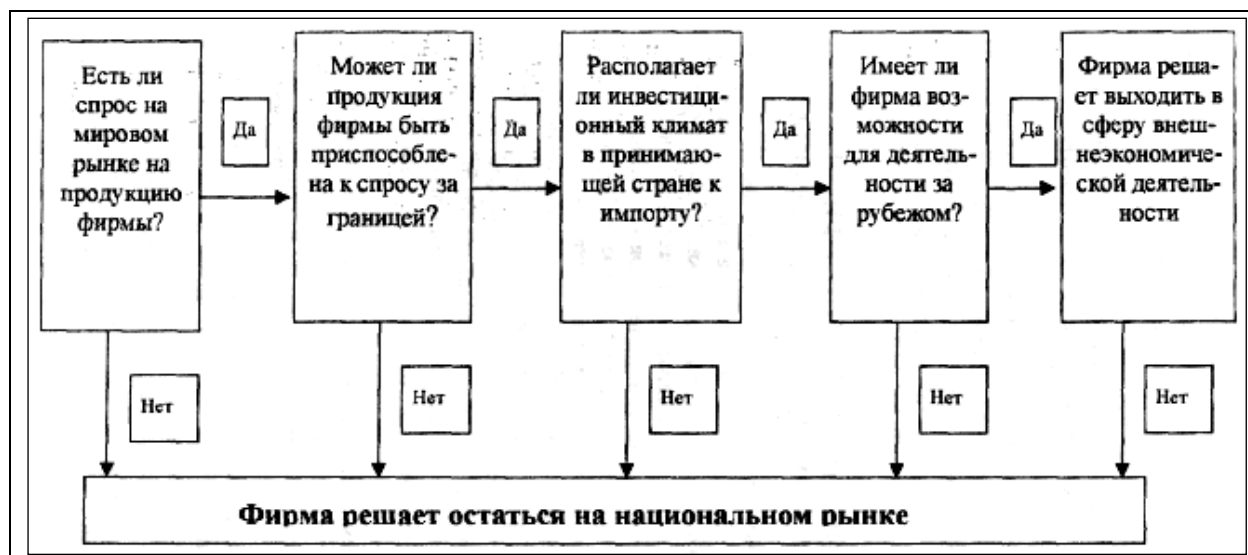 Есть ли
спрос на
мировом
рынке на
продукцию
фирмы?
Да
Может ли
продукция
фирмы быть
приспособле-
на к спросу за
границей?
Да
Располагает
ли инвестици-
онный климат
в принимаю-
щей стране к
импорту?
Да
Имеет ли
фирма воз-
можности
для деятель-
ности за
рубежом?
Да
Фирма реша-
ет выходить в
сферу внеш-
неэкономиче-
ской деятель-
ности
Нет
Нет
Нет
Нет
Нет
Фирма решает остаться на национальном рынке